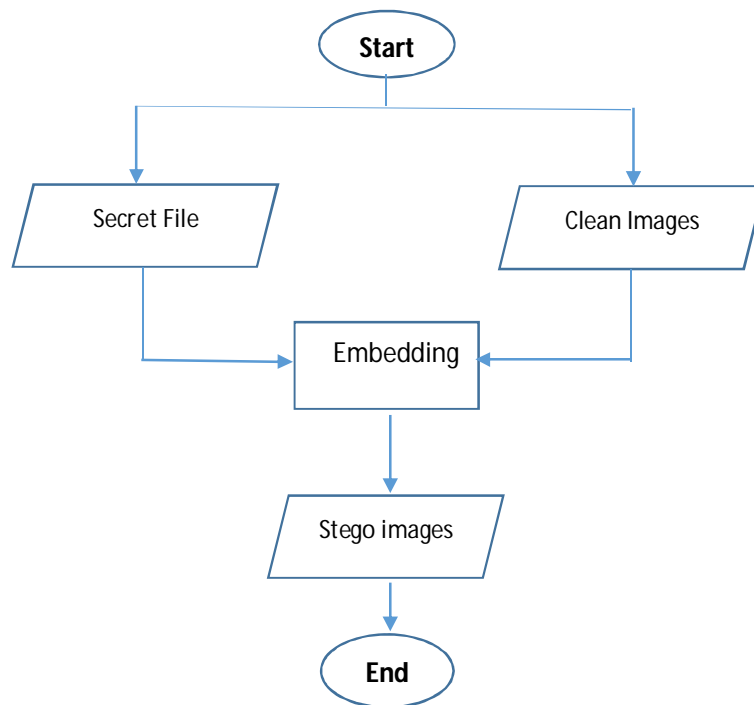 Start
Secret File
Clean Images
Embedding
Stego images
End